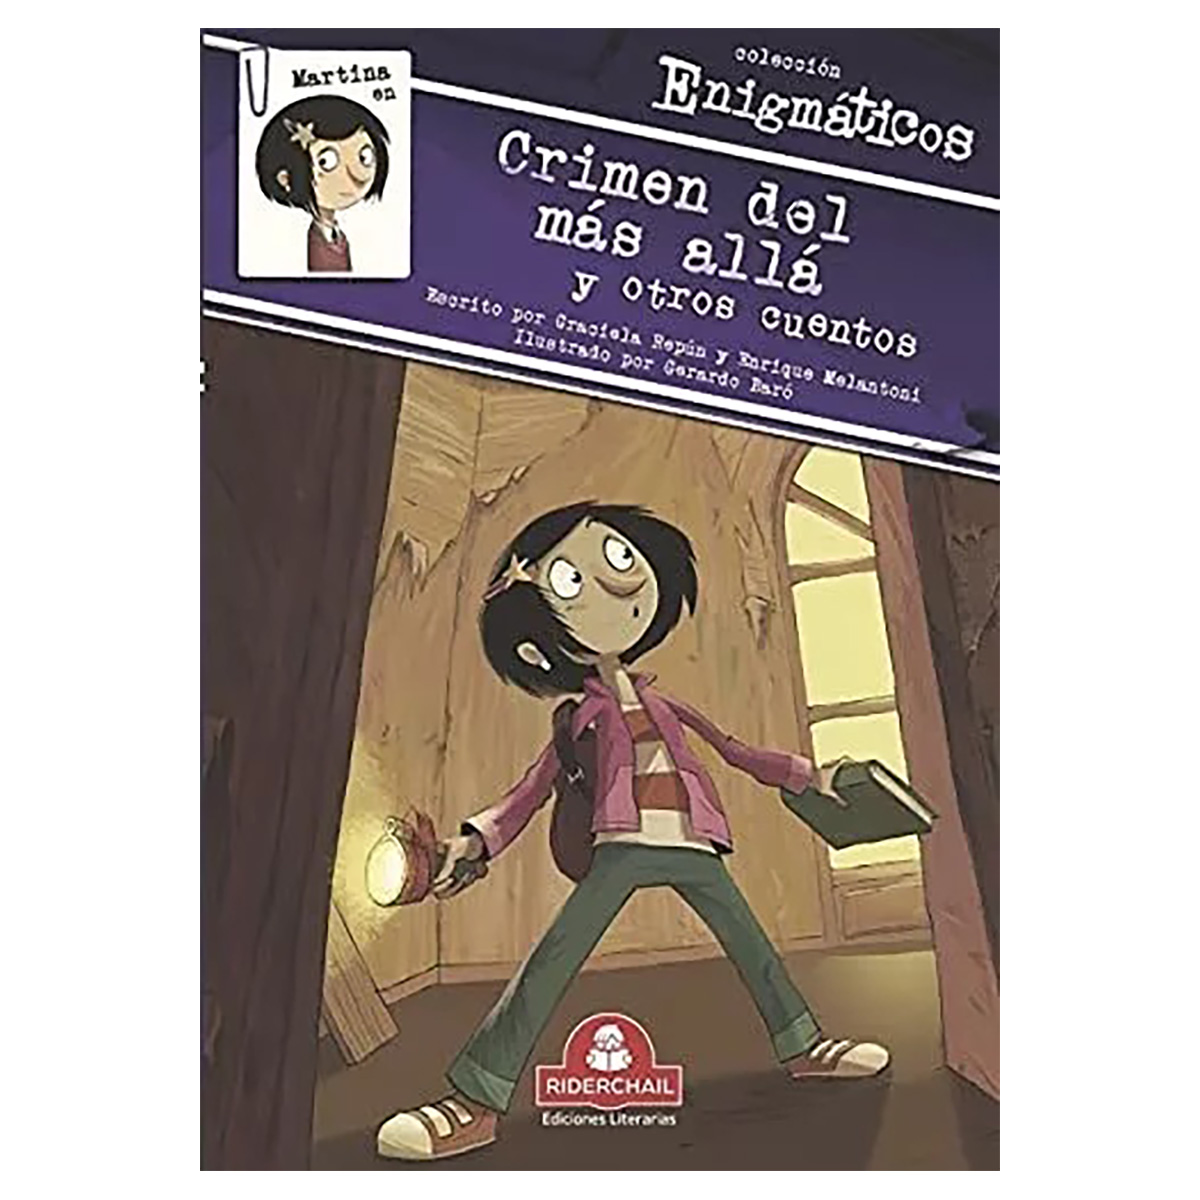 colección
Enigmáticos
Martina
en
Crimen del
más allá
y otros cuentos
Escrito por Graciela Repún y Enrique Melantoni
Ilustrado por Gerardo Baró
RIDERCHAIL
Ediciones Literarias